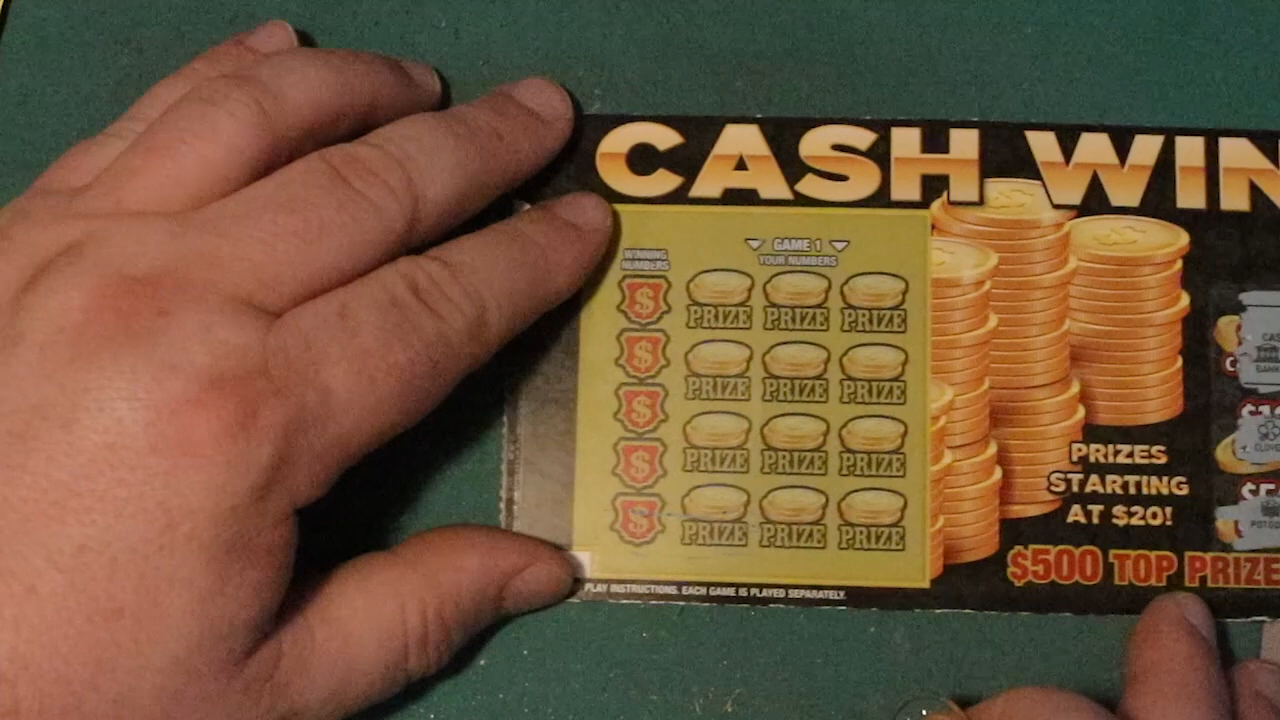 CASH WIN
GAME 1
WINNING
NUMBERS
YOUR NUMBERS
$
PRIZE PRIZE PRIZE
$
PRIZE PRIZE PRIZE
$
PRIZE PRIZE PRIZE
$
PRIZE PRIZE PRIZE
$
PRIZES
STARTING
AT $20!
$500 TOP PRIZE
PLAY INSTRUCTIONS. EACH GAME IS PLAYED SEPARATELY.